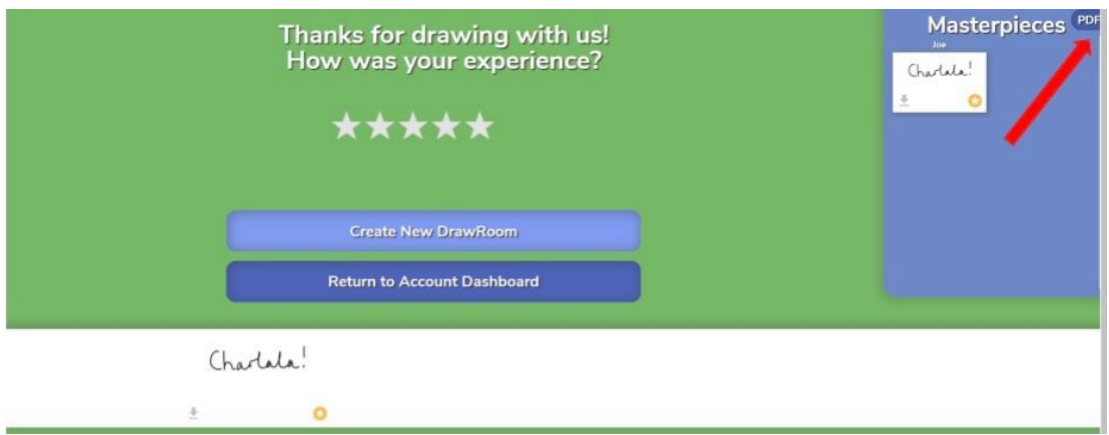 Thanks for drawing with us!
How was your experience?
Create New DrawRoom
Return to Account Dashboard
Masterpieces
PDF
Joe
Charlala!
Charlala!